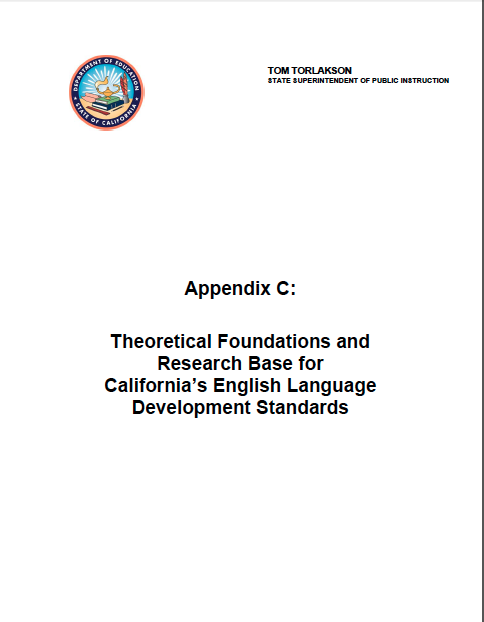 DEPARTMENT OF EDUCATION
STATE OF CALIFORNIA
TOM TORLAKSON
STATE SUPERINTENDENT OF PUBLIC INSTRUCTION
Appendix C:
Theoretical Foundations and
Research Base for
California’s English Language
Development Standards